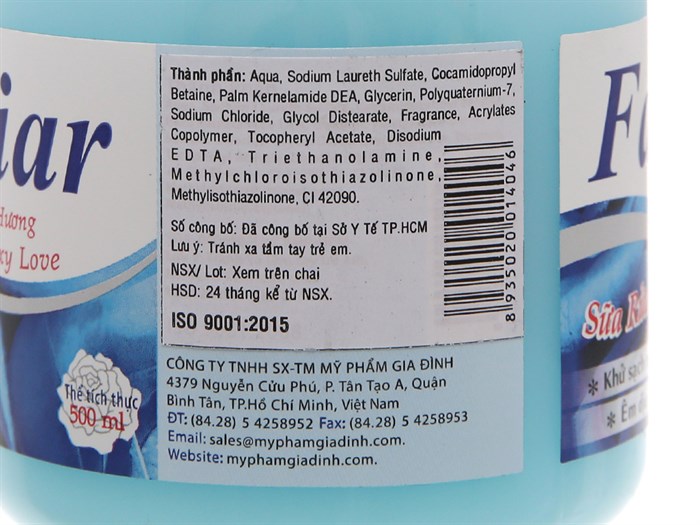 iar
Hương
xy Love
Thể tích thực
500 ml
Thành phần: Aqua, Sodium Laureth Sulfate, Cocamidopropyl
Betaine, Palm Kernelamide DEA, Glycerin, Polyquaternium-7,
Sodium Chloride, Glycol Distearate, Fragrance, Acrylates
Copolymer, Tocopheryl Acetate, Disodium
EDTA, Triethanolamine,
Methylchloroisothiazolinone,
Methylisothiazolinone, CI 42090.
Số công bố: Đã công bố tại Sở Y Tế TP.HCM
Lưu ý: Tránh xa tầm tay trẻ em.
NSX/ Lot: Xem trên chai
HSD: 24 tháng kể từ NSX.
ISO 9001:2015
8935020014046
CÔNG TY TNHH SX-TM MỸ PHẨM GIA ĐÌNH
4379 Nguyễn Cửu Phú, P. Tân Tạo A, Quận
Bình Tân, TP.Hồ Chí Minh, Việt Nam
ĐT: (84.28) 5 4258952 Fax: (84.28) 5 4258953
Email: sales@myphamgiadinh.com.
Website: myphamgiadinh.com.
Sữa
* Khử sạch
* Êm